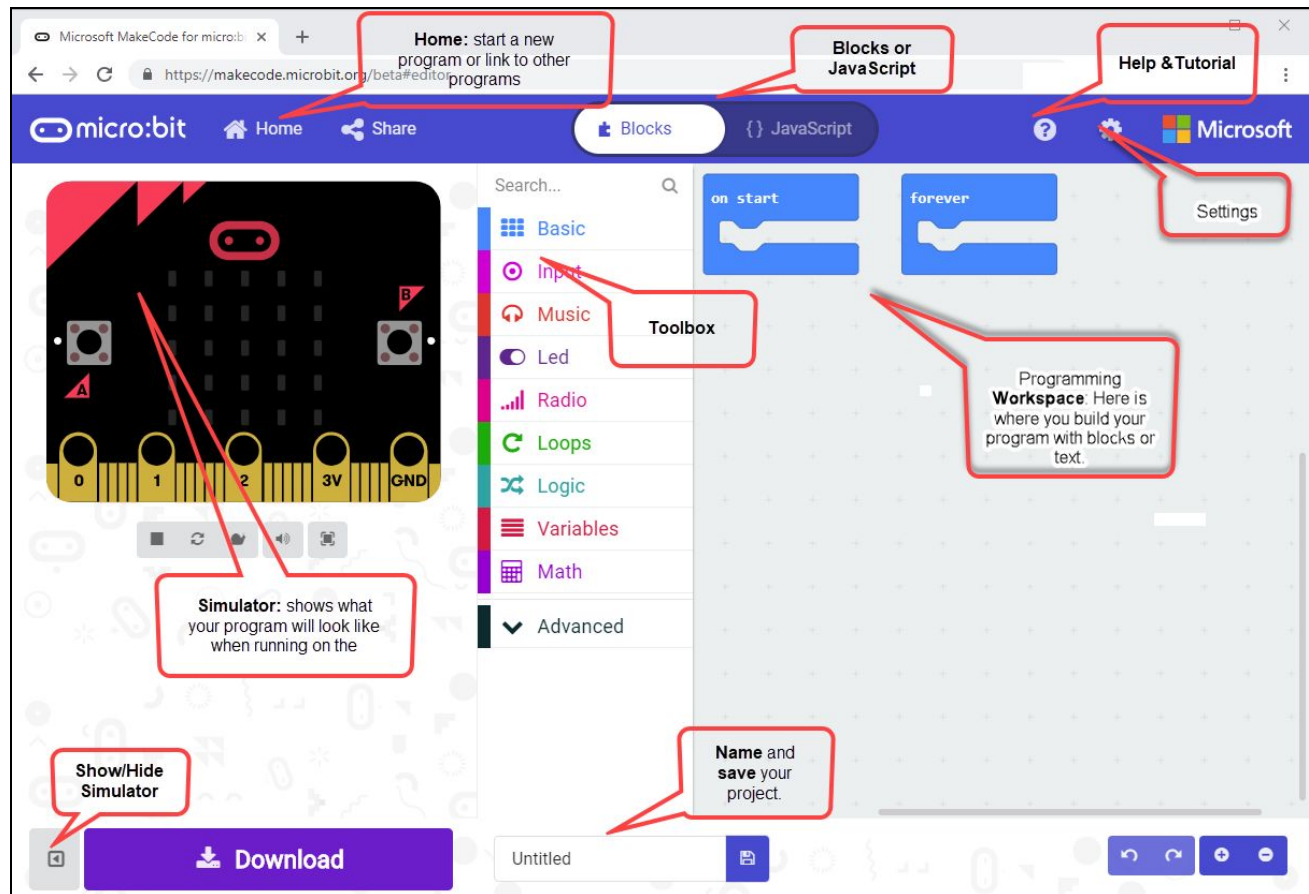 Microsoft MakeCode for micro:b
https://makecode.microbit.org/beta#editor
Home: start a new
program or link to other
programs
Blocks or
JavaScript
Help & Tutorial
micro:bit
Home
Share
Blocks
{} JavaScript
?
Microsoft
Settings
Search...
Basic
Input
Music
Led
Radio
Loops
Logic
Variables
Math
Advanced
Toolbox
on start
forever
Programming
Workspace: Here is
where you build your
program with blocks or
text.
B
A
0 1 2 3V GND
Simulator: shows what
your program will look like
when running on the
Show/Hide
Simulator
Name and
save your
project.
Download
Untitled